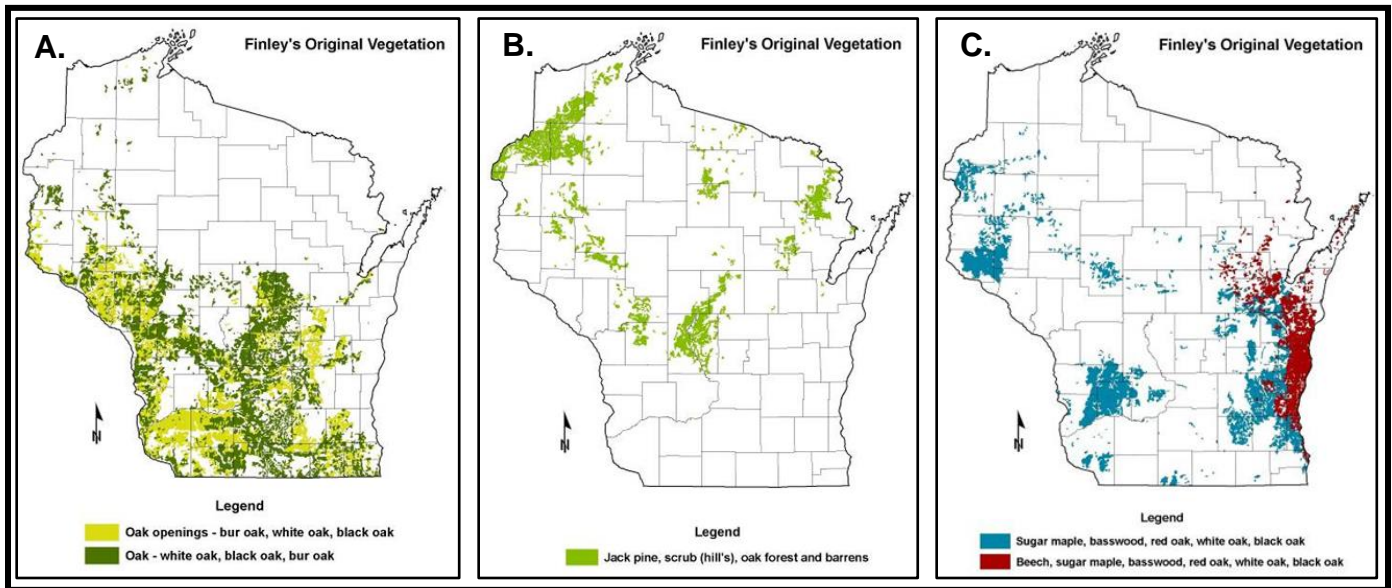 A.
Finley's Original Vegetation
N
Legend
Oak openings - bur oak, white oak, black oak
Oak - white oak, black oak, bur oak
B.
Finley's Original Vegetation
N
Legend
Jack pine, scrub (hill's), oak forest and barrens
C.
Finley's Original Vegetation
N
Legend
Sugar maple, basswood, red oak, white oak, black oak
Beech, sugar maple, basswood, red oak, white oak, black oak